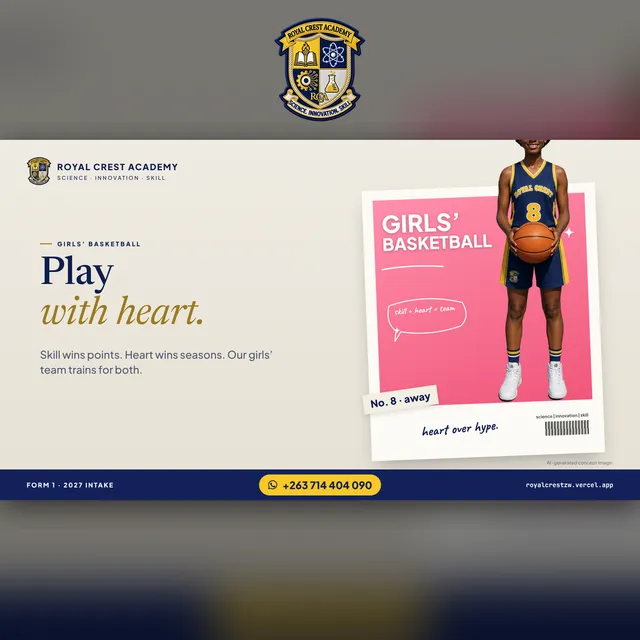 ROYAL CREST ACADEMY
RCA
SCIENCE. INNOVATION. SKILL
ROYAL CREST ACADEMY
SCIENCE · INNOVATION · SKILL
GIRLS' BASKETBALL
Play
with heart.
Skill wins points. Heart wins seasons. Our girls'
team trains for both.
GIRLS'
BASKETBALL
skill + heart = team
ROYAL CREST
8
No. 8 · away
heart over hype.
science | innovation | skill
AI-generated concept image
FORM 1 · 2027 INTAKE
+263 714 404 090
royalcrestzw.vercel.app